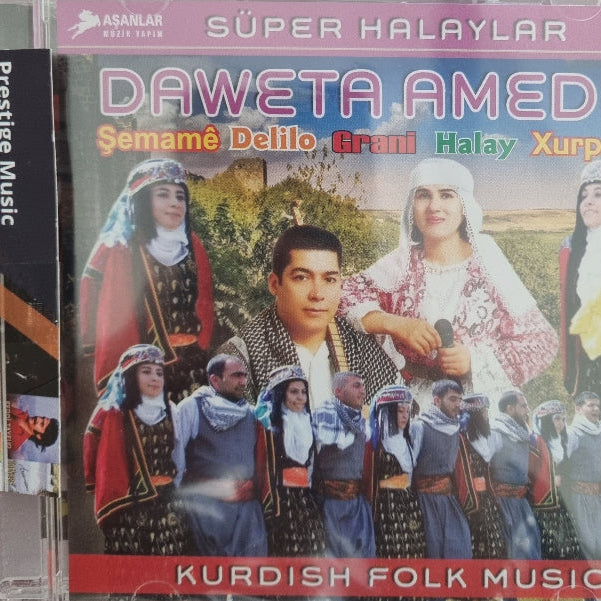 AŞANLAR
MÜZİK YAPIM
SÜPER HALAYLAR
DAWETA AMED
Şemamê Delilo Grani Halay Xurp
Prestige Music
KURDISH FOLK MUSIC